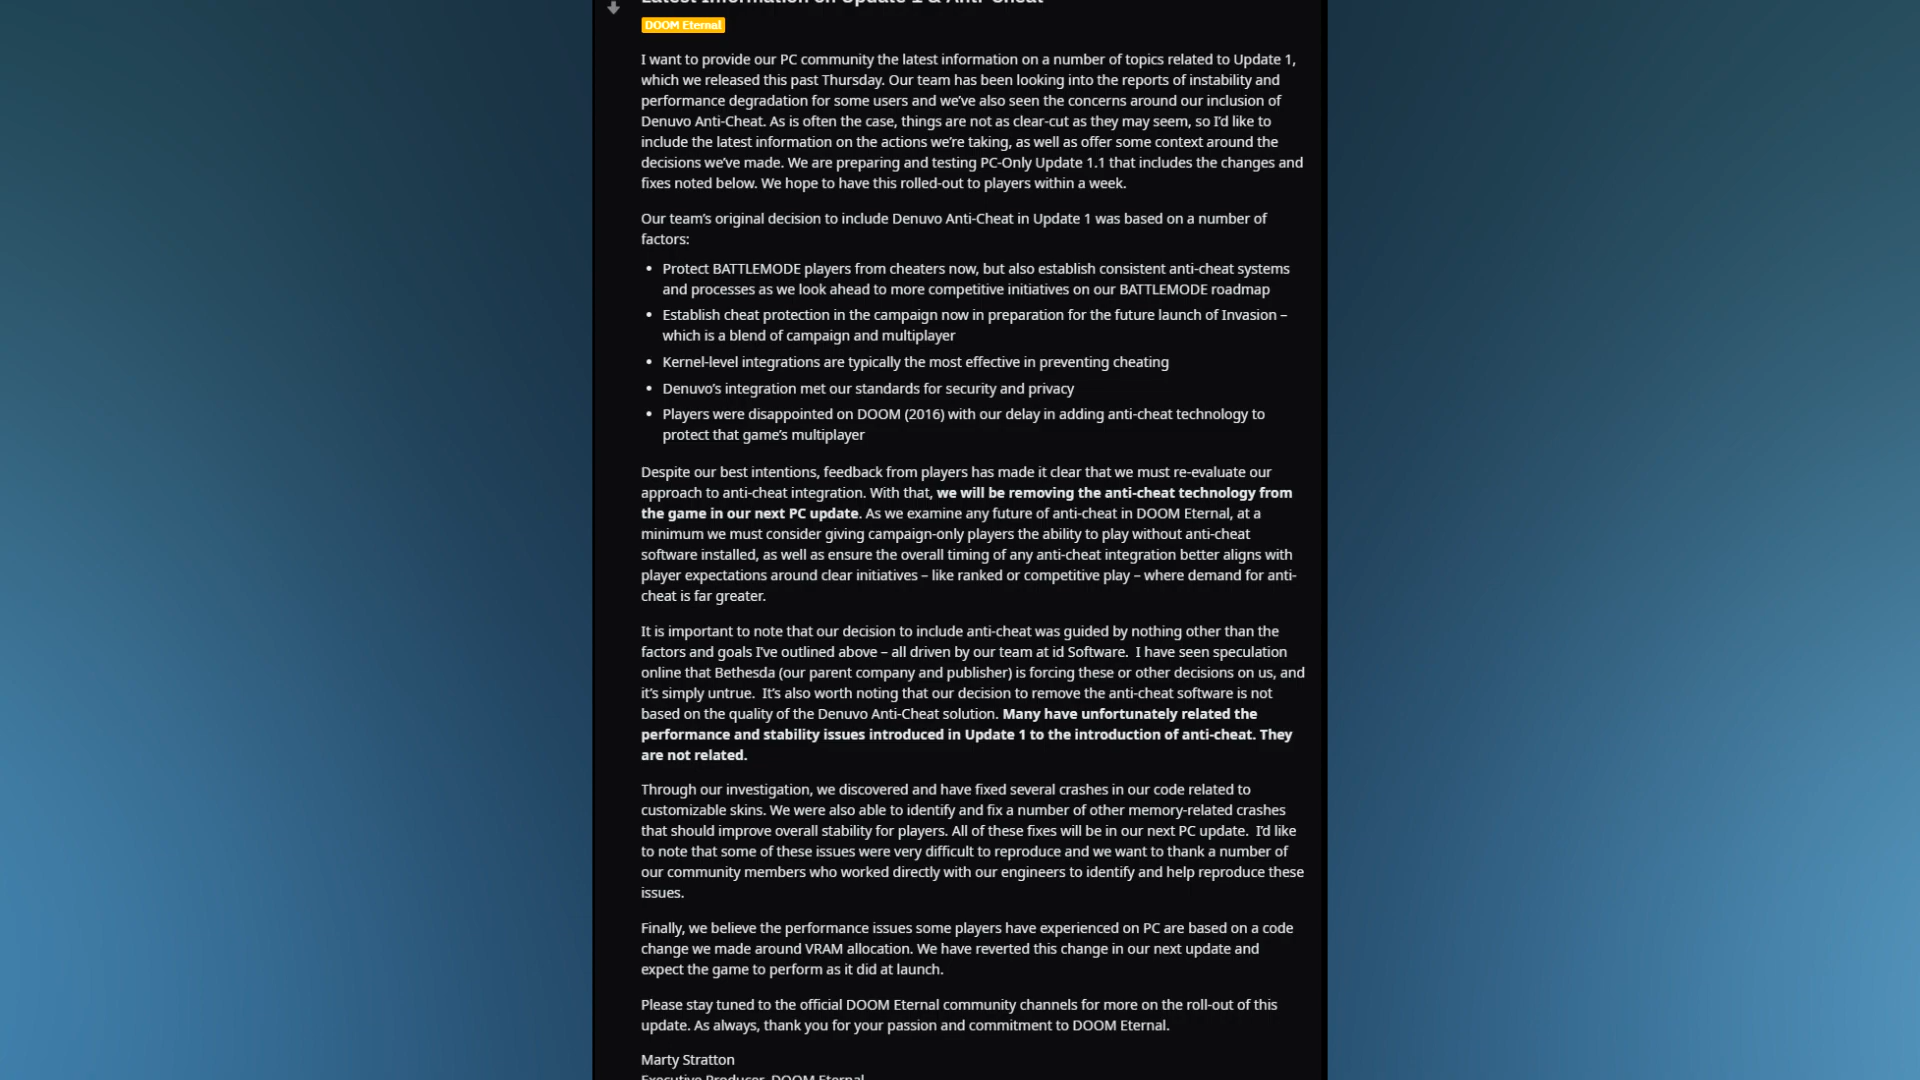 Latest Information on Update 1 & Anti-Cheat
DOOM Eternal
I want to provide our PC community the latest information on a number of topics related to Update 1,
which we released this past Thursday. Our team has been looking into the reports of instability and
performance degradation for some users and we've also seen the concerns around our inclusion of
Denuvo Anti-Cheat. As is often the case, things are not as clear-cut as they may seem, so I'd like to
include the latest information on the actions we're taking, as well as offer some context around the
decisions we've made. We are preparing and testing PC-Only Update 1.1 that includes the changes and
fixes noted below. We hope to have this rolled-out to players within a week.
Our team's original decision to include Denuvo Anti-Cheat in Update 1 was based on a number of
factors:
• Protect BATTLEMODE players from cheaters now, but also establish consistent anti-cheat systems
and processes as we look ahead to more competitive initiatives on our BATTLEMODE roadmap
• Establish cheat protection in the campaign now in preparation for the future launch of Invasion –
which is a blend of campaign and multiplayer
• Kernel-level integrations are typically the most effective in preventing cheating
• Denuvo's integration met our standards for security and privacy
• Players were disappointed on DOOM (2016) with our delay in adding anti-cheat technology to
protect that game's multiplayer
Despite our best intentions, feedback from players has made it clear that we must re-evaluate our
approach to anti-cheat integration. With that, we will be removing the anti-cheat technology from
the game in our next PC update. As we examine any future of anti-cheat in DOOM Eternal, at a
minimum we must consider giving campaign-only players the ability to play without anti-cheat
software installed, as well as ensure the overall timing of any anti-cheat integration better aligns with
player expectations around clear initiatives – like ranked or competitive play – where demand for anti-
cheat is far greater.
It is important to note that our decision to include anti-cheat was guided by nothing other than the
factors and goals I've outlined above – all driven by our team at id Software.  I have seen speculation
online that Bethesda (our parent company and publisher) is forcing these or other decisions on us, and
it's simply untrue.  It's also worth noting that our decision to remove the anti-cheat software is not
based on the quality of the Denuvo Anti-Cheat solution. Many have unfortunately related the
performance and stability issues introduced in Update 1 to the introduction of anti-cheat. They
are not related.
Through our investigation, we discovered and have fixed several crashes in our code related to
customizable skins. We were also able to identify and fix a number of other memory-related crashes
that should improve overall stability for players. All of these fixes will be in our next PC update.  I'd like
to note that some of these issues were very difficult to reproduce and we want to thank a number of
our community members who worked directly with our engineers to identify and help reproduce these
issues.
Finally, we believe the performance issues some players have experienced on PC are based on a code
change we made around VRAM allocation. We have reverted this change in our next update and
expect the game to perform as it did at launch.
Please stay tuned to the official DOOM Eternal community channels for more on the roll-out of this
update. As always, thank you for your passion and commitment to DOOM Eternal.
Marty Stratton
Executive Producer, DOOM Eternal